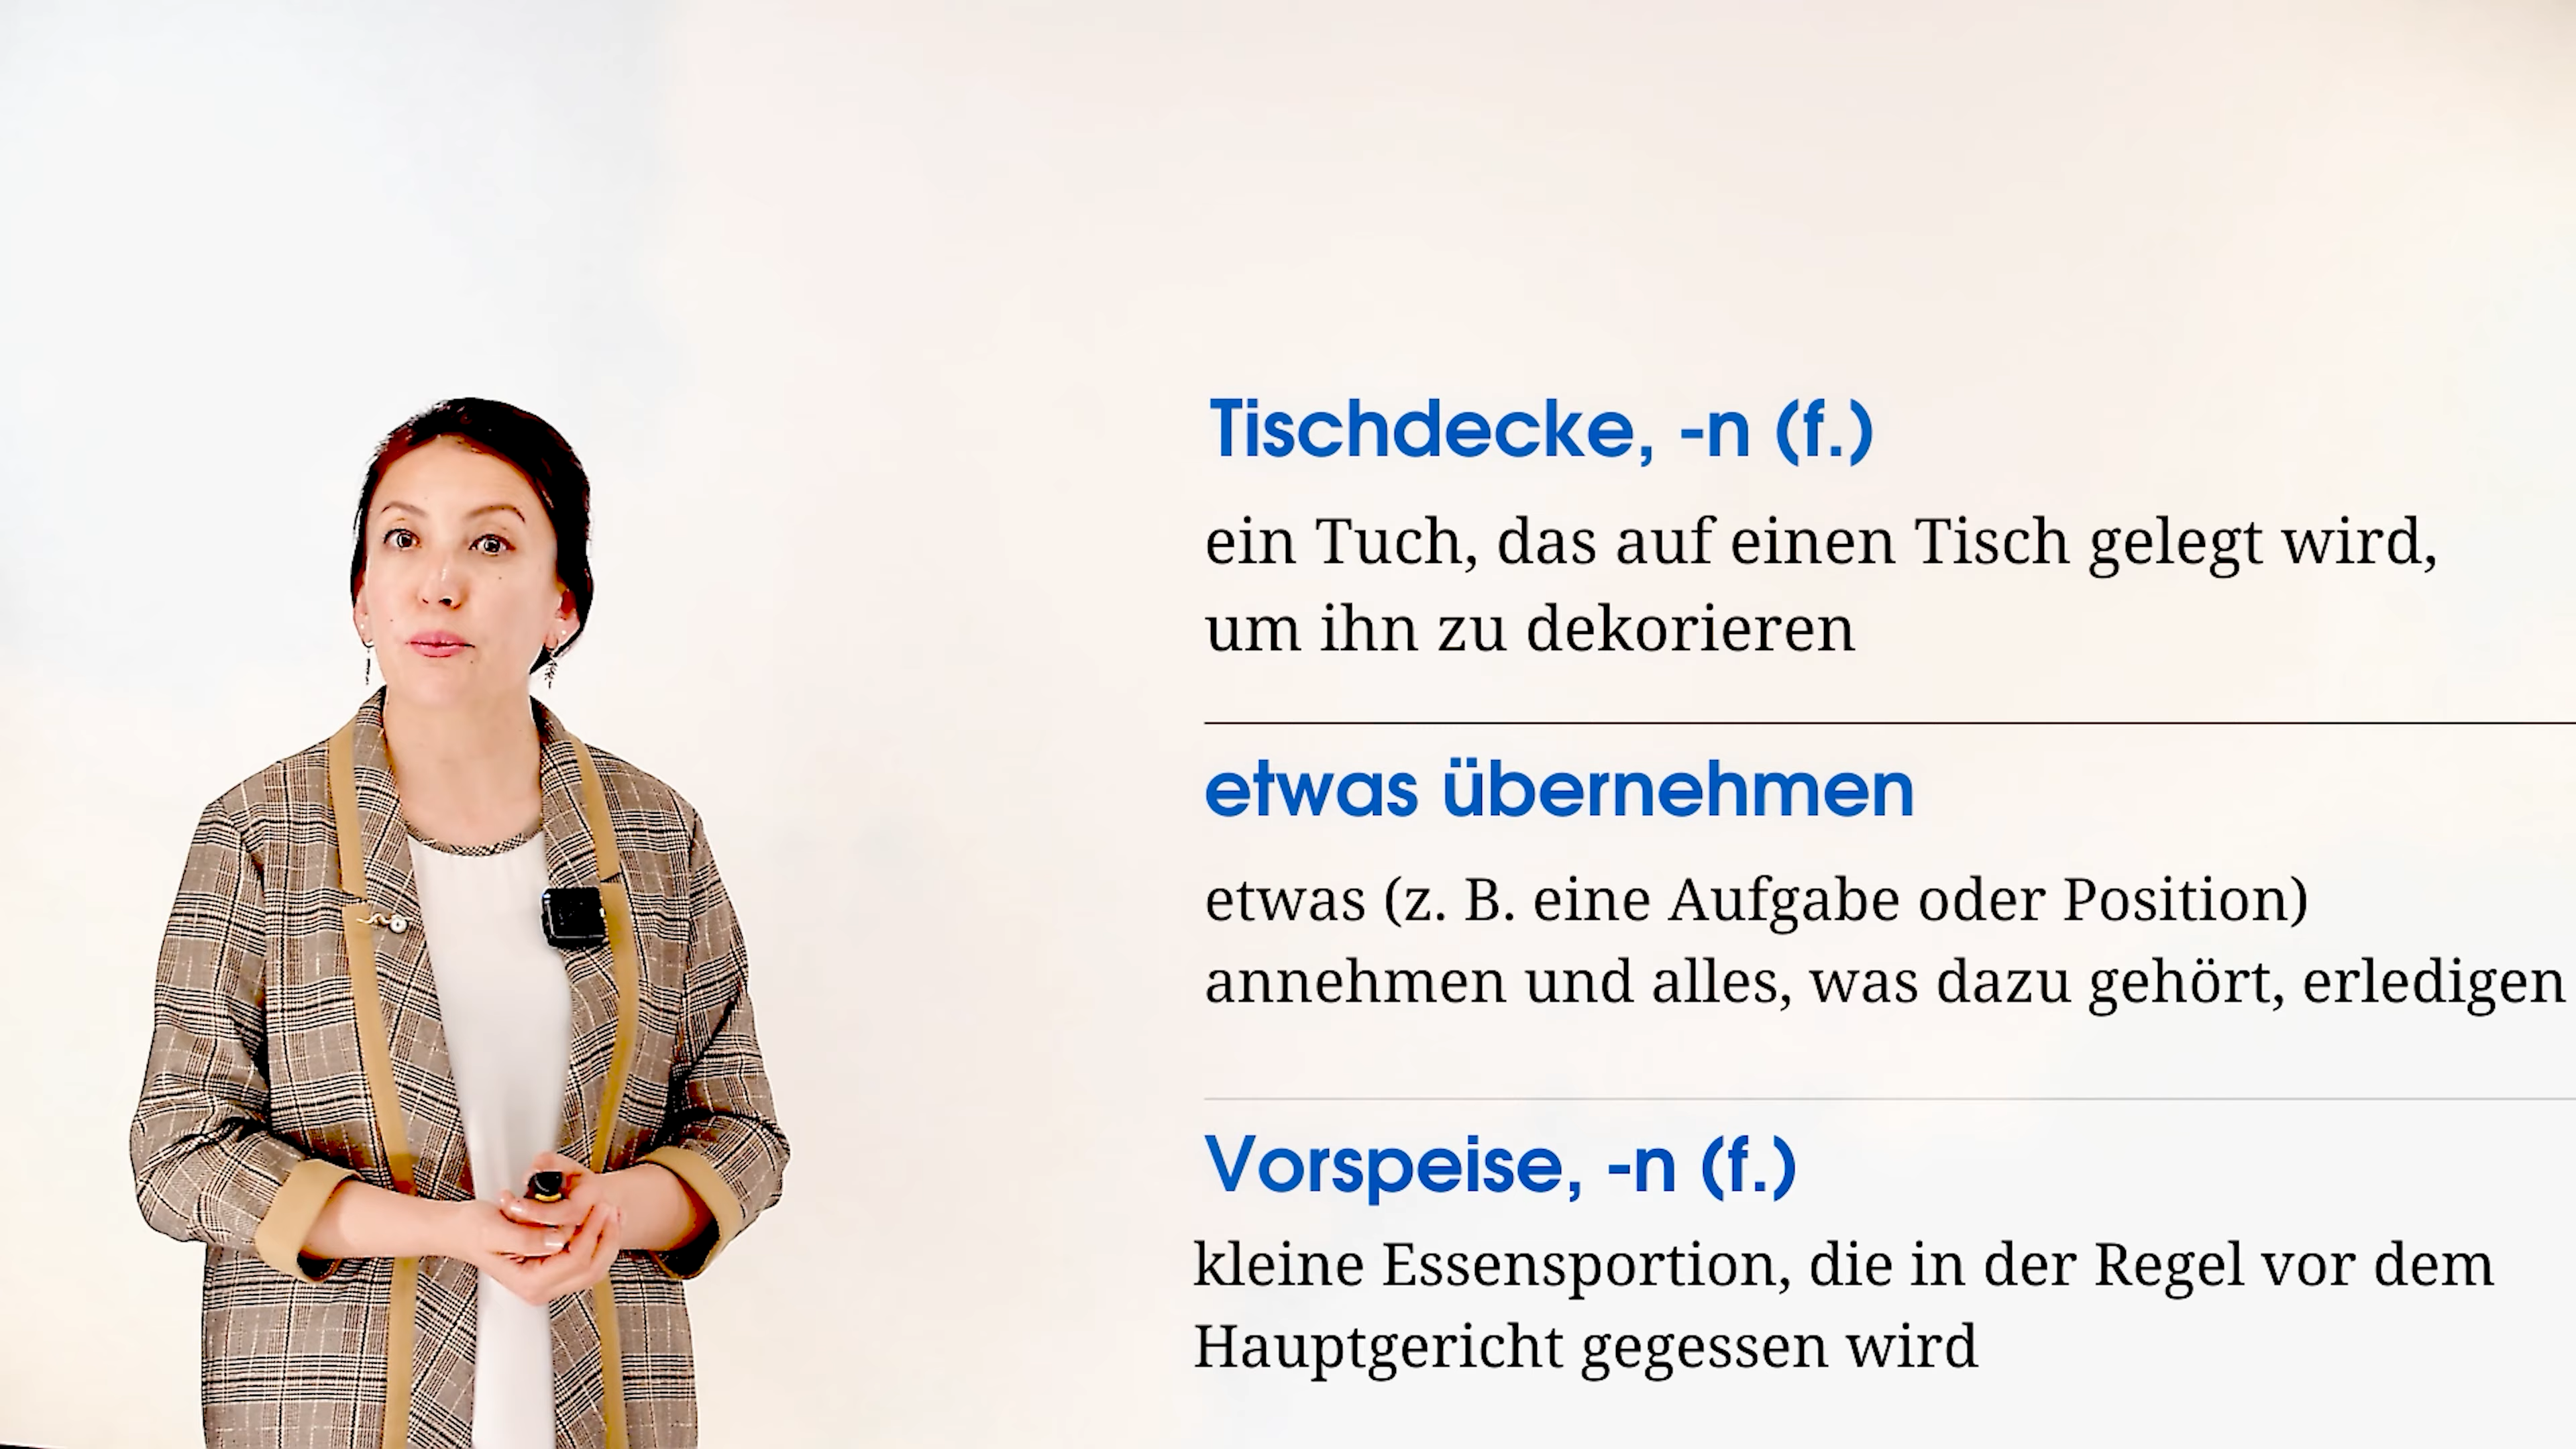 Tischdecke, -n (f.)
ein Tuch, das auf einen Tisch gelegt wird,
um ihn zu dekorieren
etwas übernehmen
etwas (z. B. eine Aufgabe oder Position)
annehmen und alles, was dazu gehört, erledigen
Vorspeise, -n (f.)
kleine Essensportion, die in der Regel vor dem
Hauptgericht gegessen wird